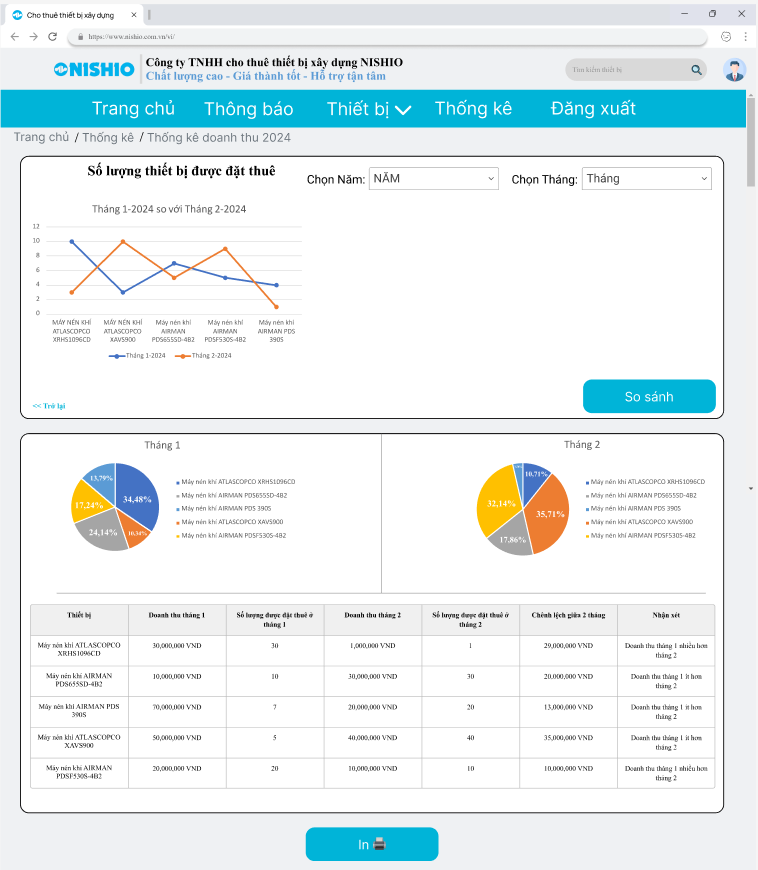 Cho thuê thiết bị xây dựng
https://www.nishio.com.vn/vi/
NISHIO
Công ty TNHH cho thuê thiết bị xây dựng NISHIO
Chất lượng cao - Giá thành tốt - Hỗ trợ tận tâm
Tìm kiếm thiết bị
Trang chủ Thông báo Thiết bị Thống kê Đăng xuất
Trang chủ / Thống kê / Thống kê doanh thu 2024
Số lượng thiết bị được đặt thuê
Chọn Năm: NĂM Chọn Tháng: Tháng
Tháng 1-2024 so với Tháng 2-2024
12
10
8
6
4
2
0
MÁY NÉN KHÍ ATLASCOPCO XRHS1096CD
MÁY NÉN KHÍ ATLASCOPCO XAVS900
Máy nén khí AIRMAN PDS655SD-4B2
Máy nén khí AIRMAN PDSF530S-4B2
Máy nén khí AIRMAN PDS 390S
Tháng 1-2024 Tháng 2-2024
<< Trở lại
So sánh
Tháng 1
13,79%
34,48%
17,24%
24,14%
10,34%
Máy nén khí ATLASCOPCO XRHS1096CD
Máy nén khí AIRMAN PDS655SD-4B2
Máy nén khí AIRMAN PDS 390S
Máy nén khí ATLASCOPCO XAVS900
Máy nén khí AIRMAN PDSF530S-4B2
Tháng 2
10,71%
32,14%
35,71%
17,86%
Máy nén khí ATLASCOPCO XRHS1096CD
Máy nén khí AIRMAN PDS655SD-4B2
Máy nén khí AIRMAN PDS 390S
Máy nén khí ATLASCOPCO XAVS900
Máy nén khí AIRMAN PDSF530S-4B2
Thiết bị | Doanh thu tháng 1 | Số lượng được đặt thuê ở tháng 1 | Doanh thu tháng 2 | Số lượng được đặt thuê ở tháng 2 | Chênh lệch giữa 2 tháng | Nhận xét
Máy nén khí ATLASCOPCO XRHS1096CD | 30,000,000 VND | 30 | 1,000,000 VND | 1 | 29,000,000 VND | Doanh thu tháng 1 nhiều hơn tháng 2
Máy nén khí AIRMAN PDS655SD-4B2 | 10,000,000 VND | 10 | 30,000,000 VND | 30 | 20.000,000 VND | Doanh thu tháng 1 ít hơn tháng 2
Máy nén khí AIRMAN PDS 390S | 70,000,000 VND | 7 | 20,000,000 VND | 20 | 13,000,000 VND | Doanh thu tháng 1 ít hơn tháng 2
Máy nén khí ATLASCOPCO XAVS900 | 50,000,000 VND | 5 | 40,000,000 VND | 40 | 35,000,000 VND | Doanh thu tháng 1 ít hơn tháng 2
Máy nén khí AIRMAN PDSF530S-4B2 | 20,000,000 VND | 20 | 10,000,000 VND | 10 | 10.000,000 VND | Doanh thu tháng 1 nhiều hơn tháng 2
In